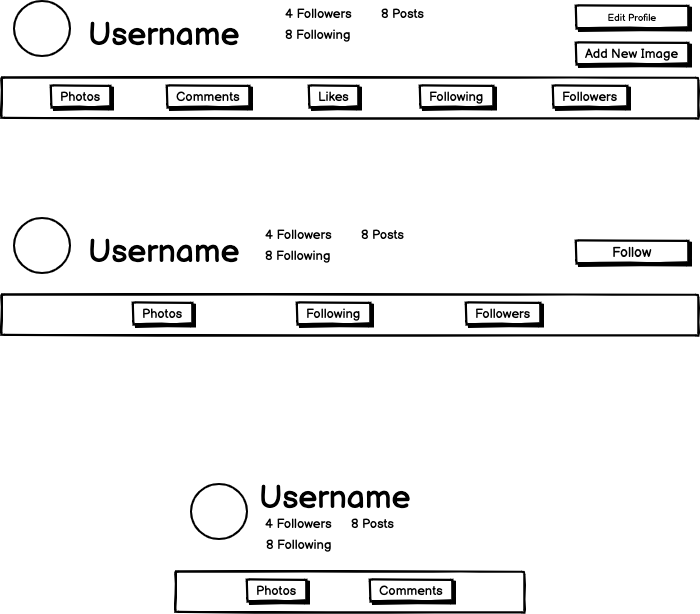 4 Followers 8 Posts
Edit Profile
Username
8 Following
Add New Image
Photos Comments Likes Following Followers
4 Followers 8 Posts
Username
8 Following
Follow
Photos Following Followers
Username
4 Followers 8 Posts
8 Following
Photos Comments